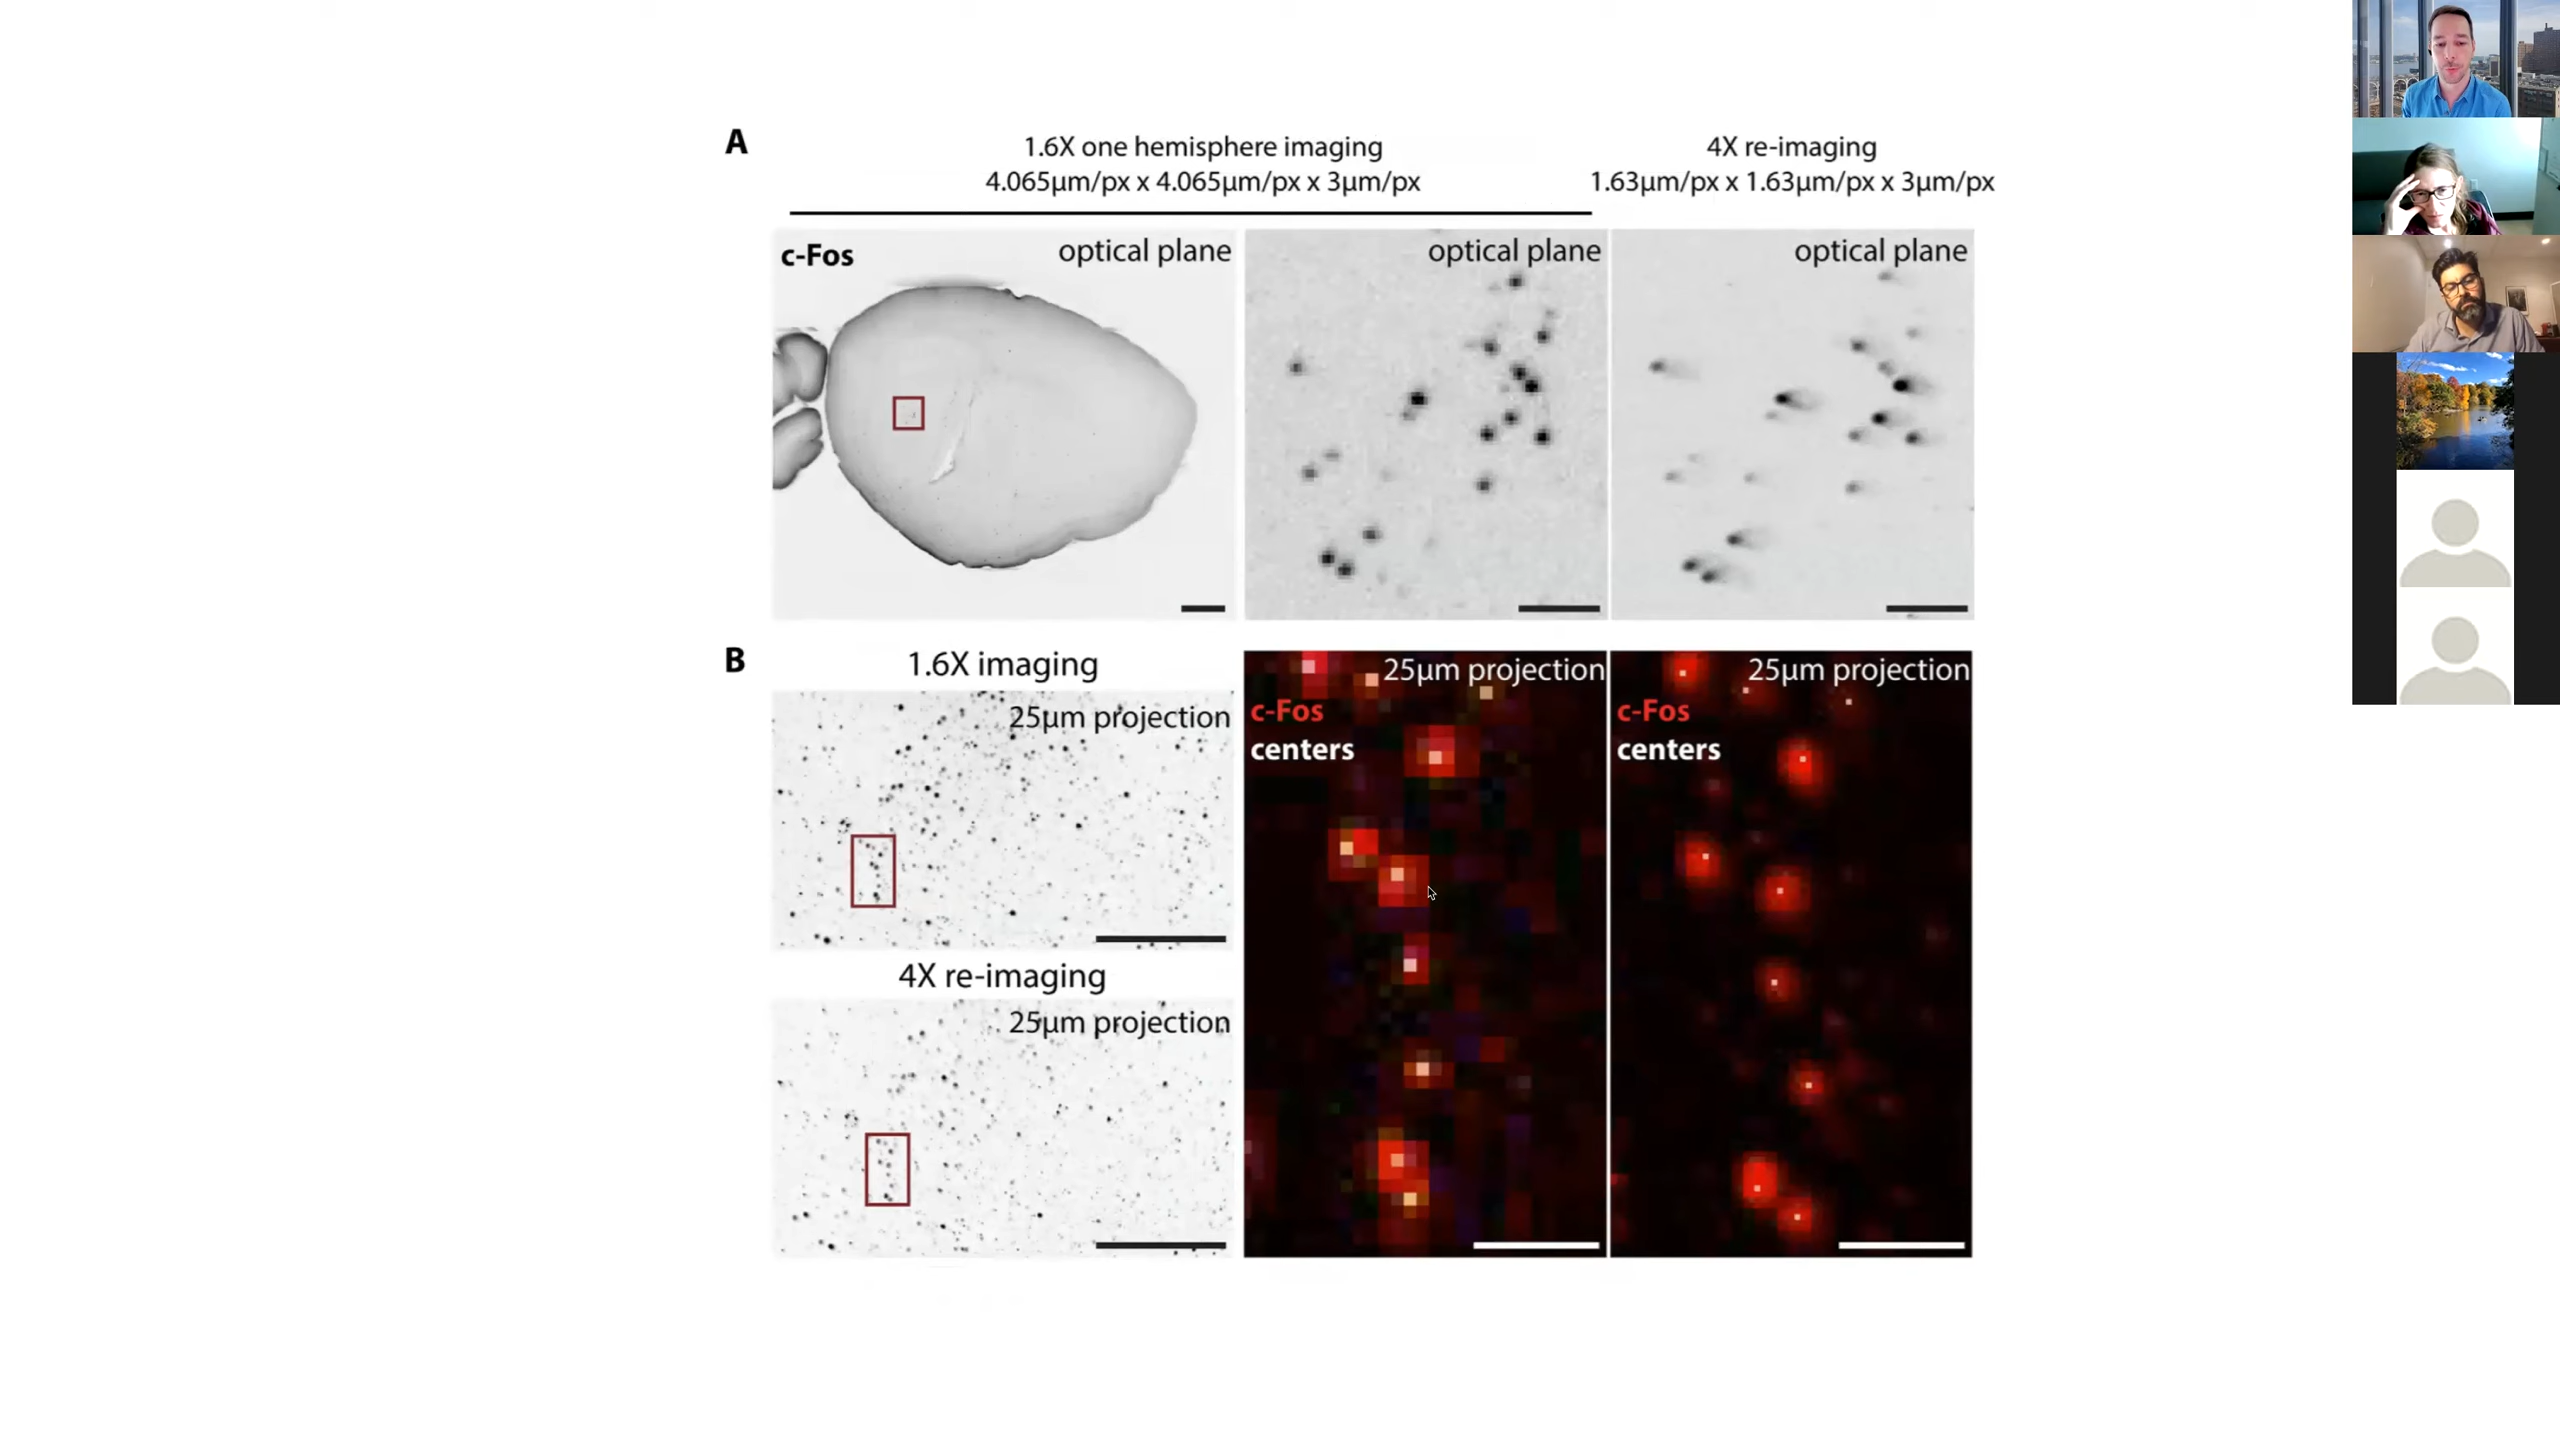 A
1.6X one hemisphere imaging
4.065µm/px x 4.065µm/px x 3µm/px
4X re-imaging
1.63µm/px x 1.63µm/px x 3µm/px
c-Fos
optical plane
optical plane
optical plane
B
1.6X imaging
25µm projection
4X re-imaging
25µm projection
25µm projection
c-Fos
centers
25µm projection
c-Fos
centers